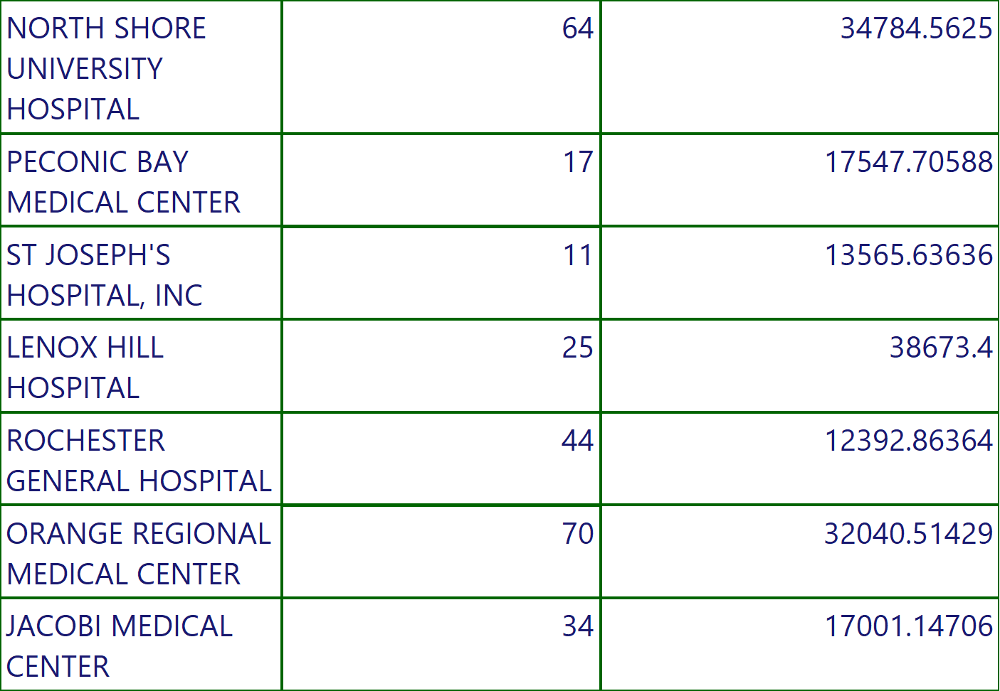 NORTH SHORE 64 34784.5625
UNIVERSITY
HOSPITAL
PECONIC BAY 17 17547.70588
MEDICAL CENTER
ST JOSEPH'S 11 13565.63636
HOSPITAL, INC
LENOX HILL 25 38673.4
HOSPITAL
ROCHESTER 44 12392.86364
GENERAL HOSPITAL
ORANGE REGIONAL 70 32040.51429
MEDICAL CENTER
JACOBI MEDICAL 34 17001.14706
CENTER